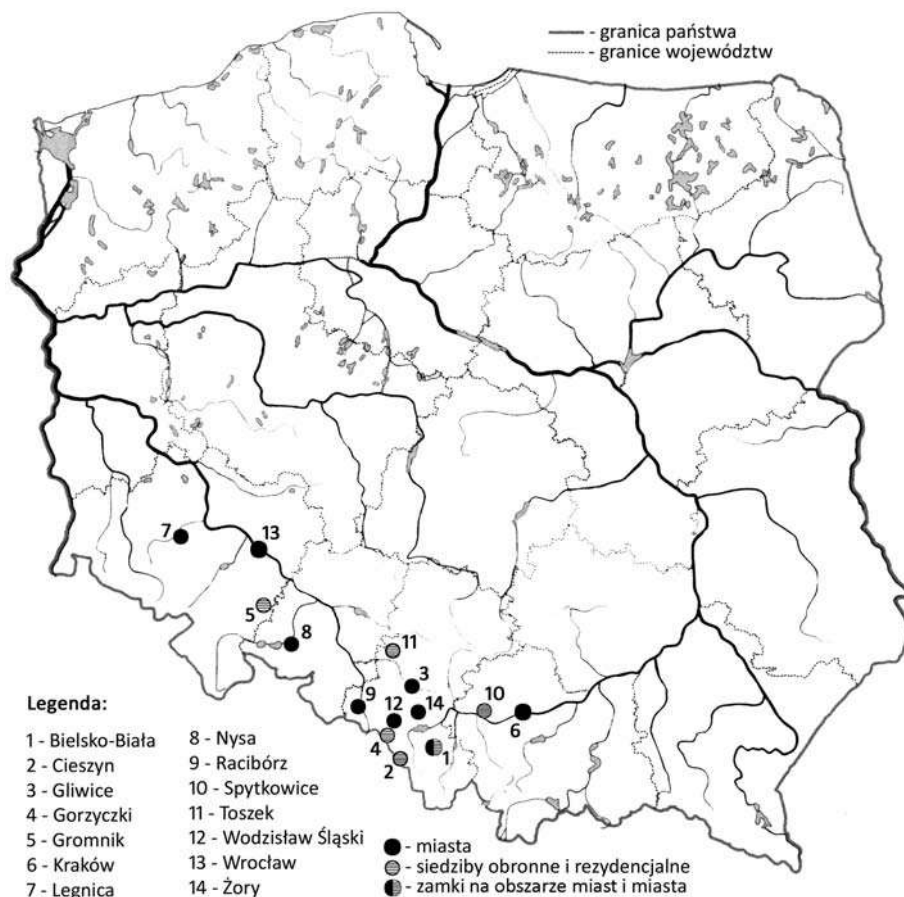 - granica państwa
- granice województw
7
13
5
8
11
3
9
12
14
10
6
4
2
1
Legenda:
1 - Bielsko-Biała
2 - Cieszyn
3 - Gliwice
4 - Gorzyczki
5 - Gromnik
6 - Kraków
7 - Legnica
8 - Nysa
9 - Racibórz
10 - Spytkowice
11 - Toszek
12 - Wodzisław Śląski
13 - Wrocław
14 - Żory
- miasta
- siedziby obronne i rezydencjalne
- zamki na obszarze miast i miasta